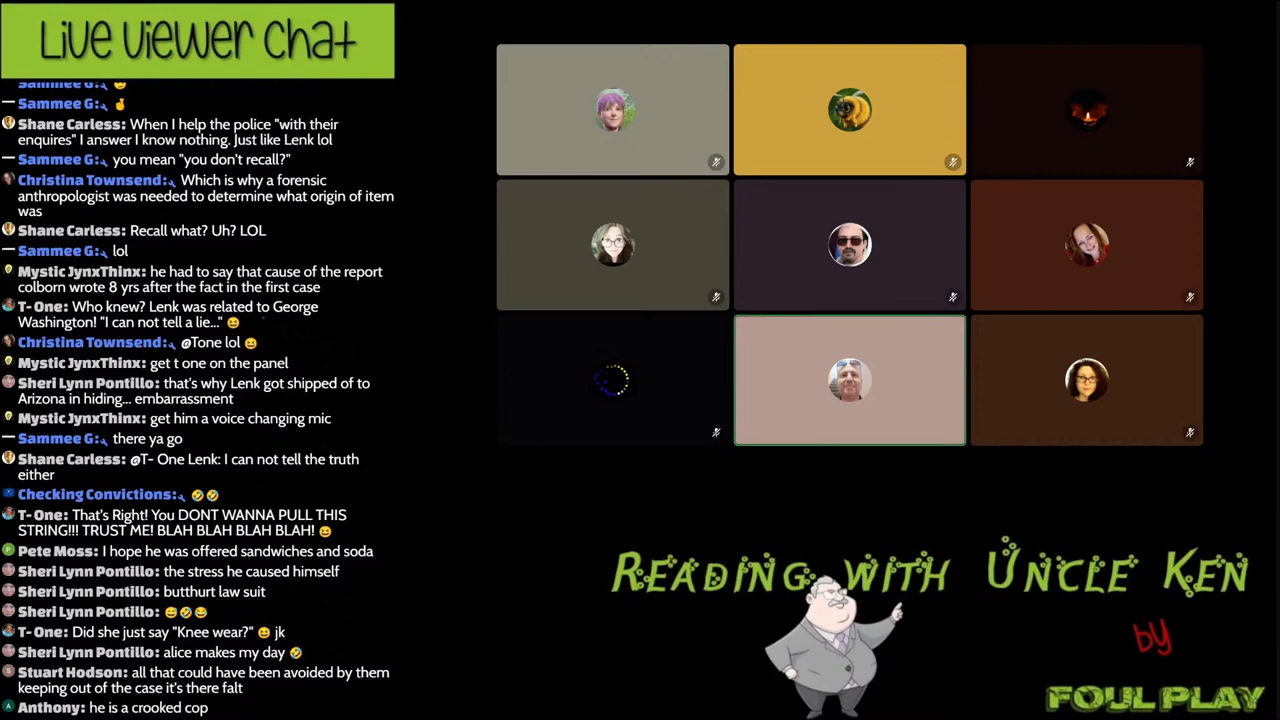 Live Viewer Chat
Sammee G:
Sammee G:
Shane Carless: When I help the police "with their
enquires" I answer I know nothing. Just like Lenk lol
Sammee G: you mean "you don't recall?"
Christina Townsend: Which is why a forensic
anthropologist was needed to determine what origin of item
was
Shane Carless: Recall what? Uh? LOL
Sammee G: lol
Mystic JynxThinx: he had to say that cause of the report
colborn wrote 8 yrs after the fact in the first case
T-One: Who knew? Lenk was related to George
Washington! "I can not tell a lie..." 😆
Christina Townsend: @Tone lol 😆
Mystic JynxThinx: get t one on the panel
Sheri Lynn Pontillo: that's why Lenk got shipped of to
Arizona in hiding... embarrassment
Mystic JynxThinx: get him a voice changing mic
Sammee G: there ya go
Shane Carless: @T- One Lenk: I can not tell the truth
either
Checking Convictions: 🤣🤣
T-One: That's Right! You DONT WANNA PULL THIS
STRING!!! TRUST ME! BLAH BLAH BLAH BLAH! 😆
Pete Moss: I hope he was offered sandwiches and soda
Sheri Lynn Pontillo: the stress he caused himself
Sheri Lynn Pontillo: butthurt law suit
Sheri Lynn Pontillo: 😅🤣😂
T-One: Did she just say "Knee wear?" 😆 jk
Sheri Lynn Pontillo: alice makes my day 🤣
Stuart Hodson: all that could have been avoided by them
keeping out of the case it's there falt
Anthony: he is a crooked cop
Reading with Uncle Ken
by
FOUL PLAY